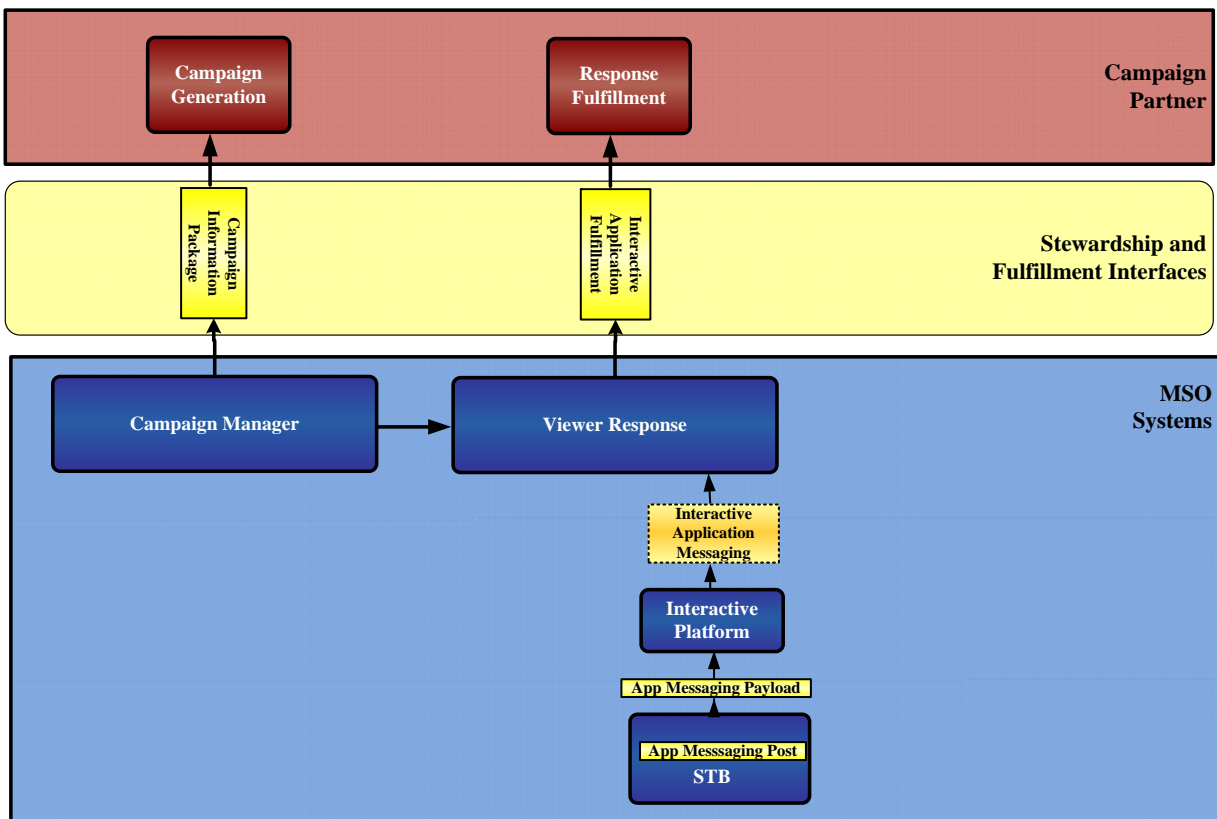 Campaign
Generation
Response
Fulfillment
Campaign
Partner
Campaign
Information
Package
Interactive
Application
Fulfillment
Stewardship and
Fulfillment Interfaces
MSO
Systems
Campaign Manager
Viewer Response
Interactive
Application
Messaging
Interactive
Platform
App Messaging Payload
App Messsaging Post
STB